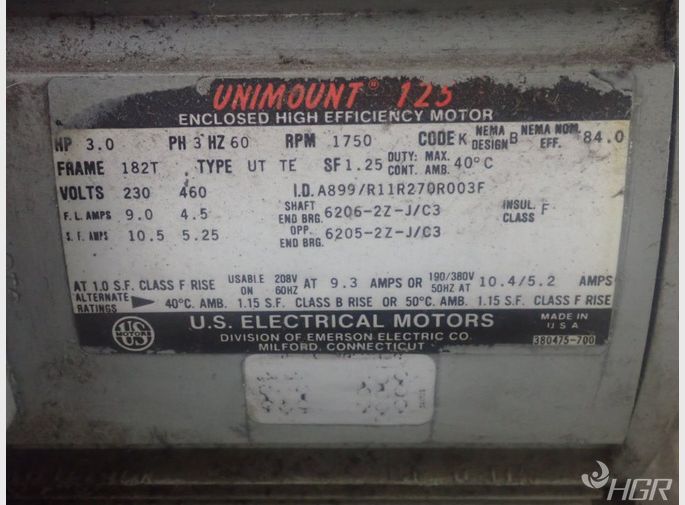 UNIMOUNT® 125
ENCLOSED HIGH EFFICIENCY MOTOR
HP 3.0 PH 3 HZ 60 RPM 1750 CODE K NEMA DESIGN B NEMA NOM. EFF. 84.0
FRAME 182T TYPE UT TE SF 1.25 DUTY: MAX. CONT. AMB. 40°C
VOLTS 230 460 I.D. A899/R11R270R003F
F.L. AMPS 9.0 4.5 SHAFT END BRG. 6206-2Z-J/C3 INSUL. CLASS F
S.F. AMPS 10.5 5.25 OPP. END BRG. 6205-2Z-J/C3
AT 1.0 S.F. CLASS F RISE USABLE ON 208V 60HZ AT 9.3 AMPS OR 190/380V 50HZ AT 10.4/5.2 AMPS
ALTERNATE RATINGS 40°C. AMB. 1.15 S.F. CLASS B RISE OR 50°C. AMB. 1.15 S.F. CLASS F RISE
US MOTORS
U.S. ELECTRICAL MOTORS
DIVISION OF EMERSON ELECTRIC CO.
MILFORD, CONNECTICUT
MADE IN U S A
380475-700
HGR